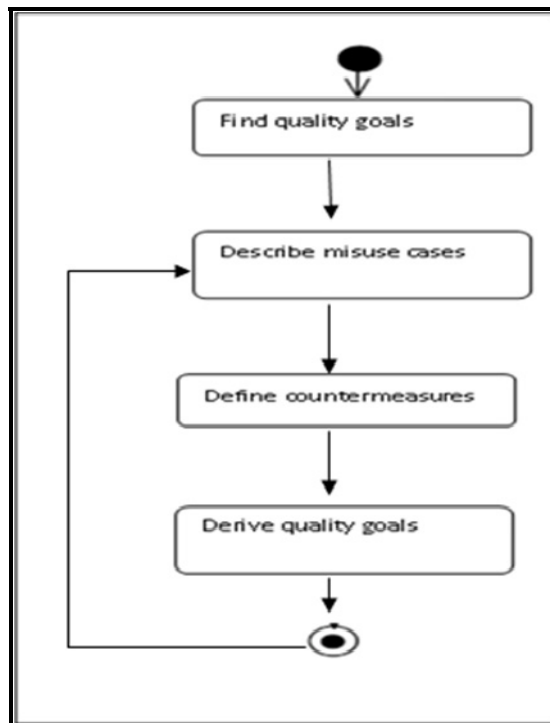 Find quality goals
Describe misuse cases
Define countermeasures
Derive quality goals